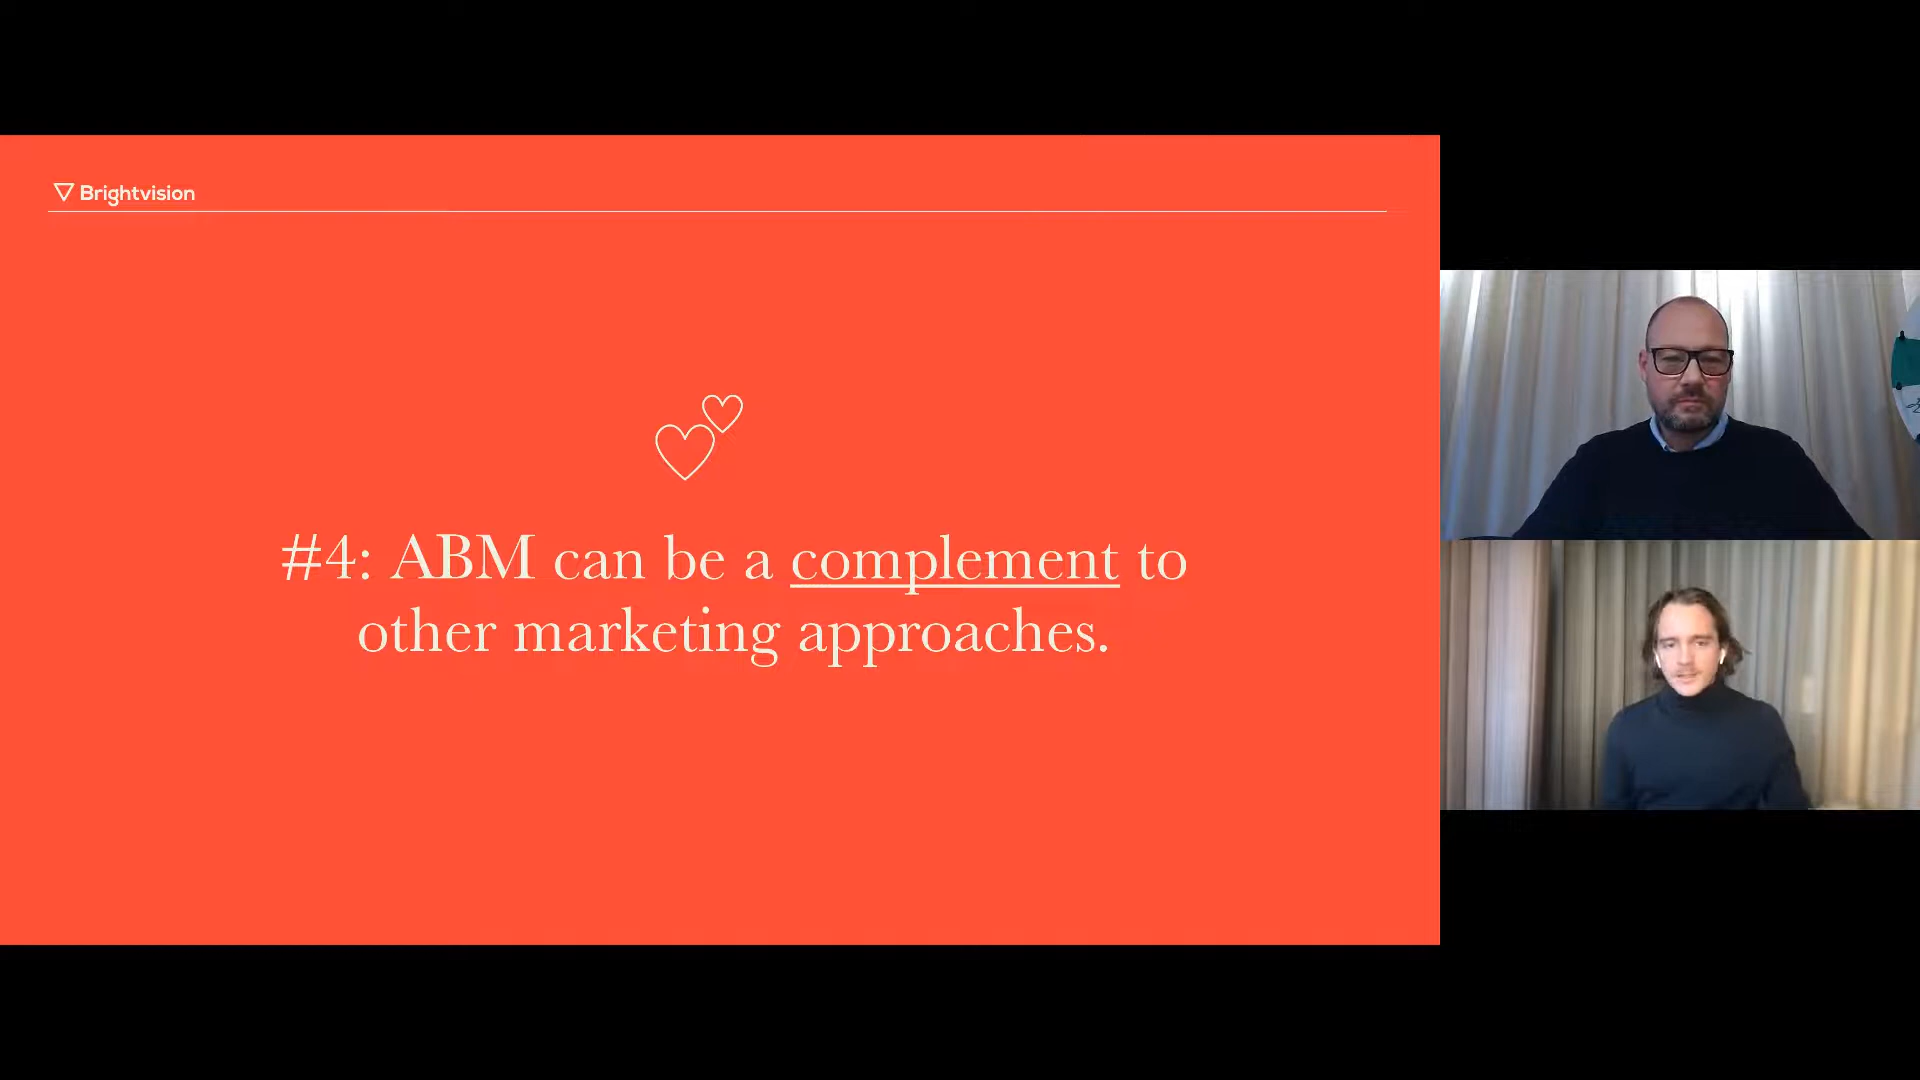 Brightvision
#4: ABM can be a complement to
other marketing approaches.